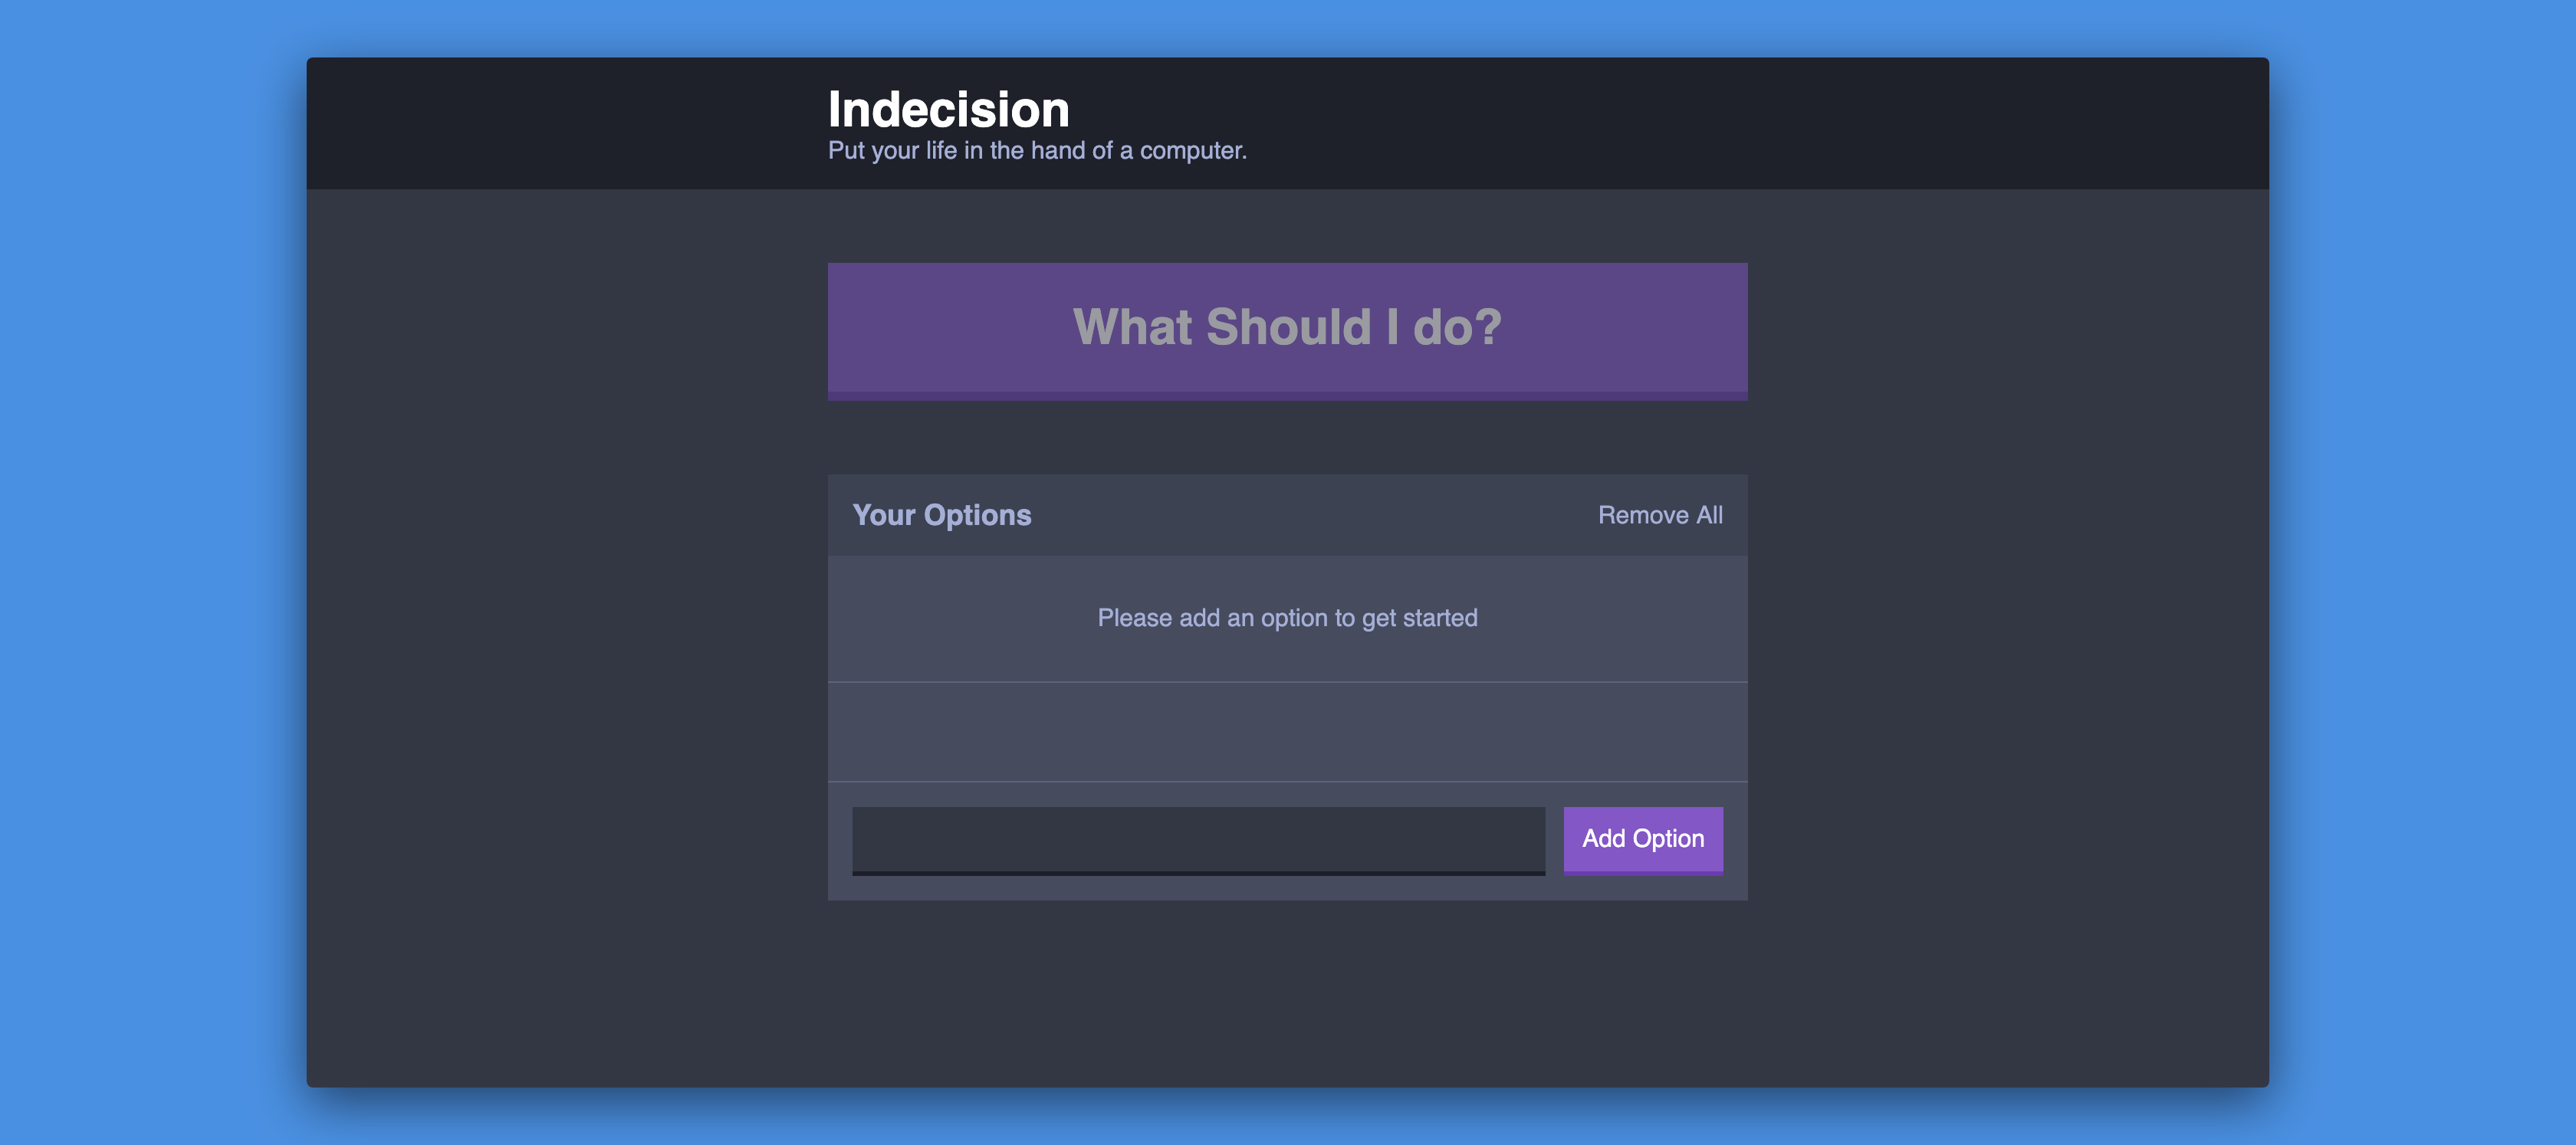 Indecision
Put your life in the hand of a computer.
What Should I do?
Your Options
Remove All
Please add an option to get started
Add Option